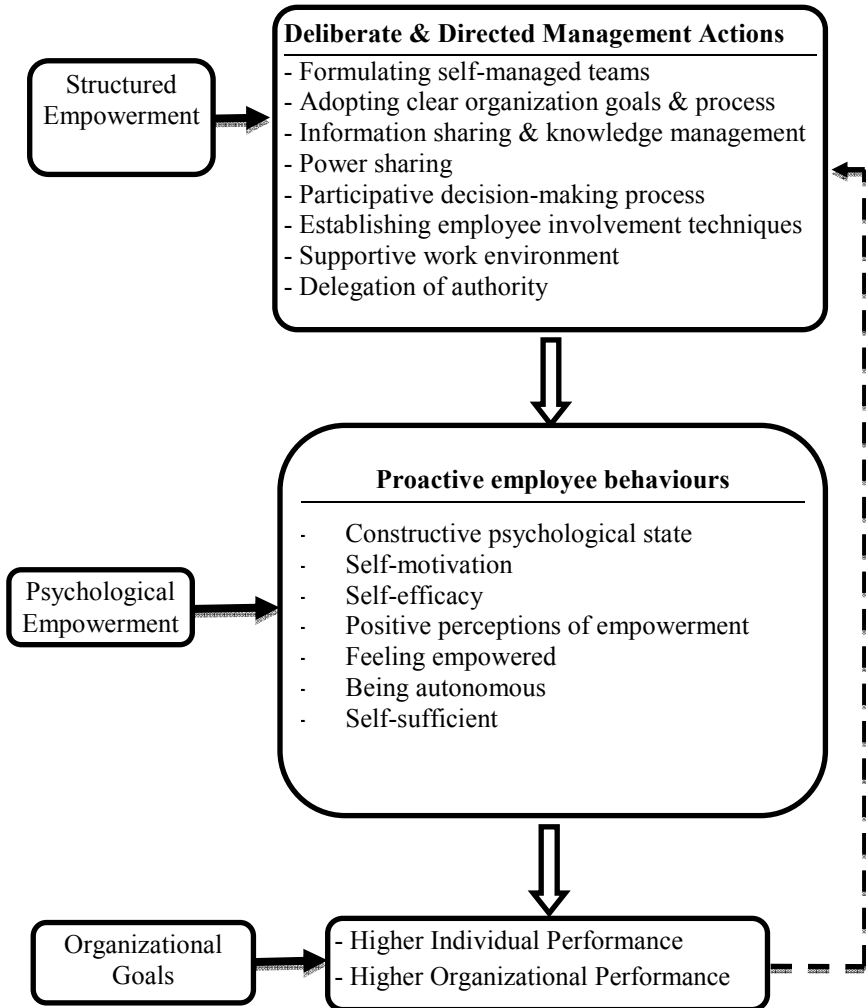 Structured
Empowerment
Deliberate & Directed Management Actions
- Formulating self-managed teams
- Adopting clear organization goals & process
- Information sharing & knowledge management
- Power sharing
- Participative decision-making process
- Establishing employee involvement techniques
- Supportive work environment
- Delegation of authority
Psychological
Empowerment
Proactive employee behaviours
- Constructive psychological state
- Self-motivation
- Self-efficacy
- Positive perceptions of empowerment
- Feeling empowered
- Being autonomous
- Self-sufficient
Organizational
Goals
- Higher Individual Performance
- Higher Organizational Performance